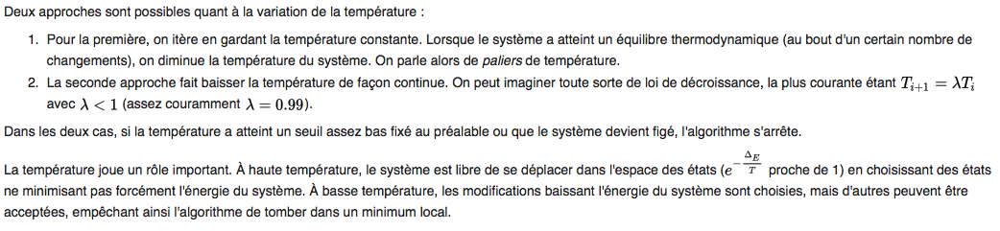 Deux approches sont possibles quant à la variation de la température :
1. Pour la première, on itère en gardant la température constante. Lorsque le système a atteint un équilibre thermodynamique (au bout d'un certain nombre de
changements), on diminue la température du système. On parle alors de paliers de température.
2. La seconde approche fait baisser la température de façon continue. On peut imaginer toute sorte de loi de décroissance, la plus courante étant $T_{i+1} = \lambda T_i$
avec $\lambda < 1$ (assez couramment $\lambda = 0.99$).
Dans les deux cas, si la température a atteint un seuil assez bas fixé au préalable ou que le système devient figé, l'algorithme s'arrête.
La température joue un rôle important. À haute température, le système est libre de se déplacer dans l'espace des états ($e^{-\frac{\Delta_E}{T}}$ proche de 1) en choisissant des états
ne minimisant pas forcément l'énergie du système. À basse température, les modifications baissant l'énergie du système sont choisies, mais d'autres peuvent être
acceptées, empêchant ainsi l'algorithme de tomber dans un minimum local.